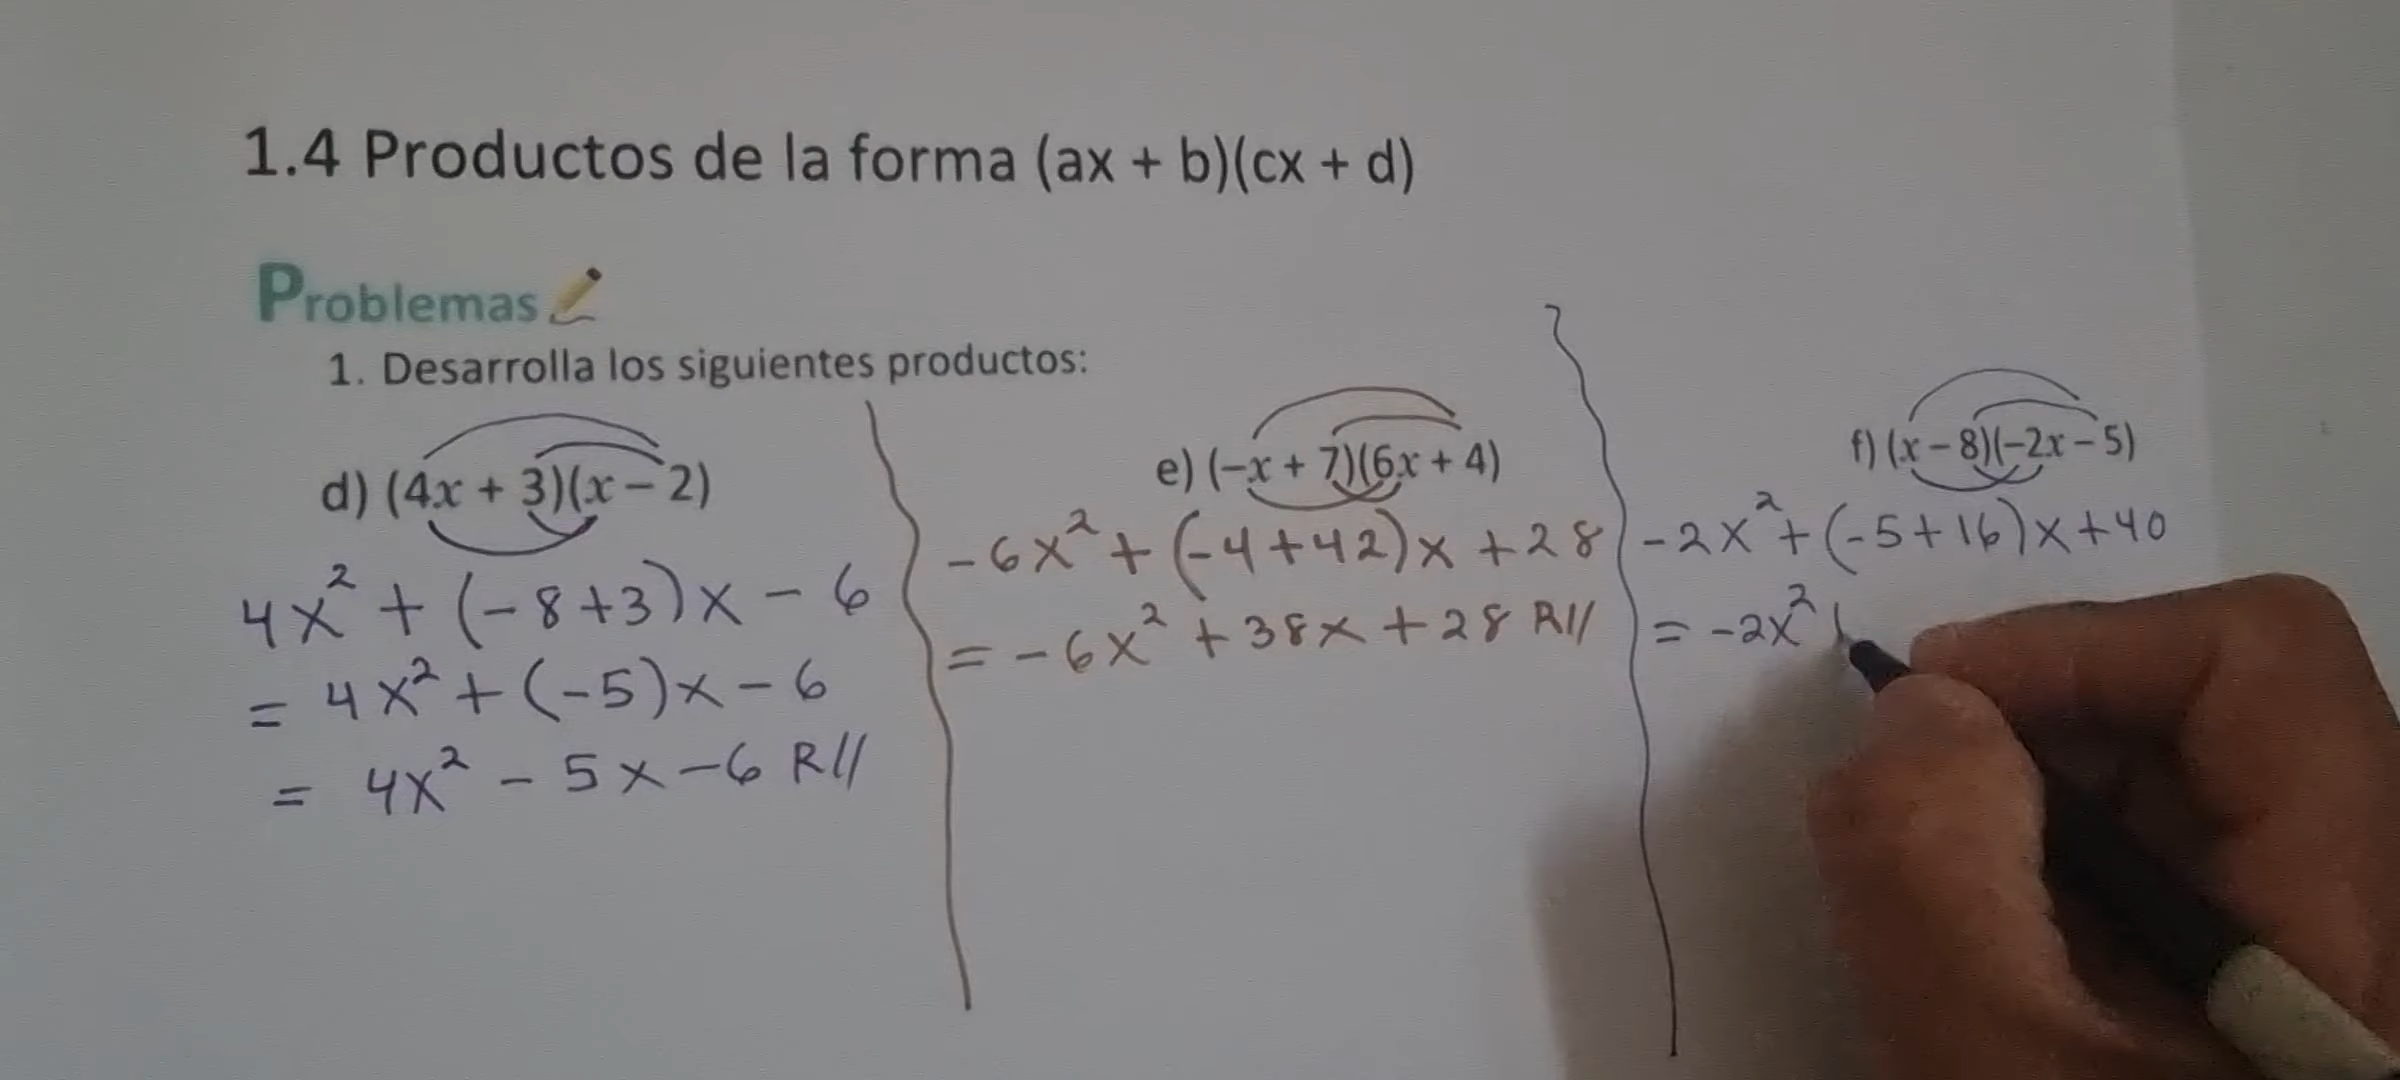 1.4 Productos de la forma (ax + b)(cx + d)
Problemas
1. Desarrolla los siguientes productos:
d) (4x + 3)(x – 2)
4x² + (-8+3)x - 6
= 4x² + (-5)x - 6
= 4x² - 5x - 6 R//
e) (–x + 7)(6x + 4)
-6x² + (-4+42)x + 28
= -6x² + 38x + 28 R//
f) (x – 8)(–2x – 5)
-2x² + (-5+16)x + 40
= -2x²